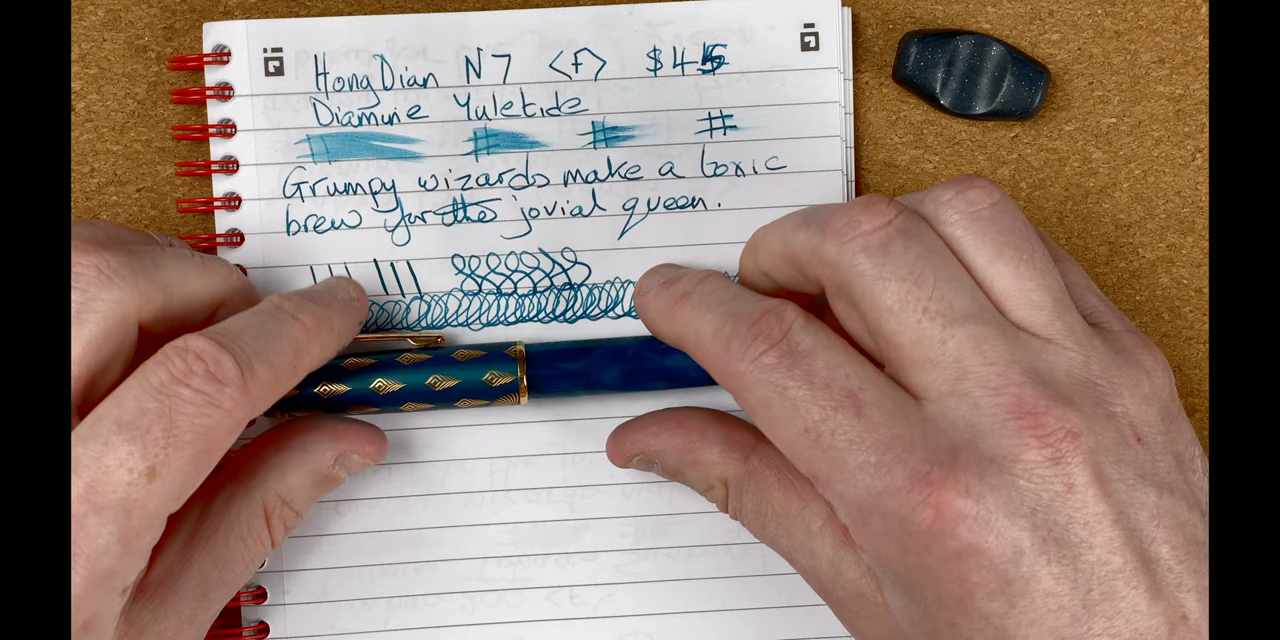 HongDian N7 <F> $45
Diamine Yuletide
Grumpy wizards make a toxic
brew for the jovial queen.